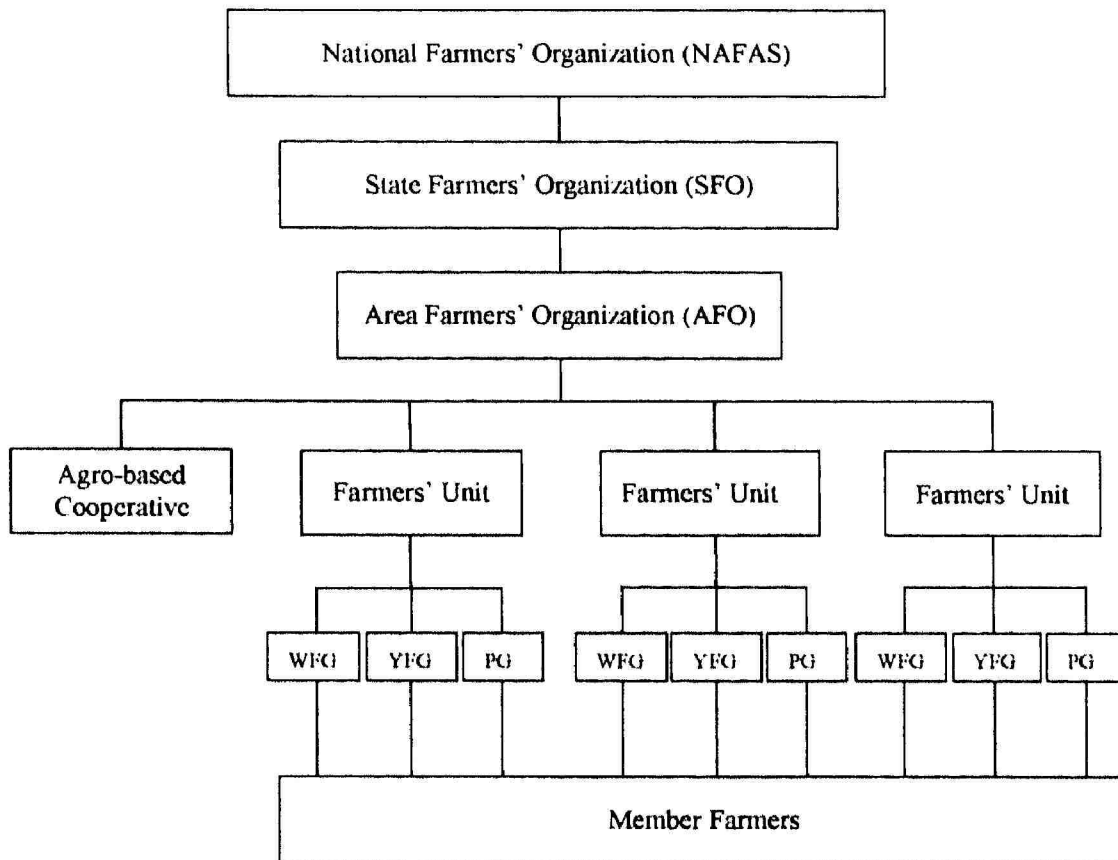 National Farmers' Organization (NAFAS)
State Farmers' Organization (SFO)
Area Farmers' Organization (AFO)
Agro-based
Cooperative
Farmers' Unit
Farmers' Unit
Farmers' Unit
WFG
YFG
PG
WFG
YFG
PG
WFG
YFG
PG
Member Farmers